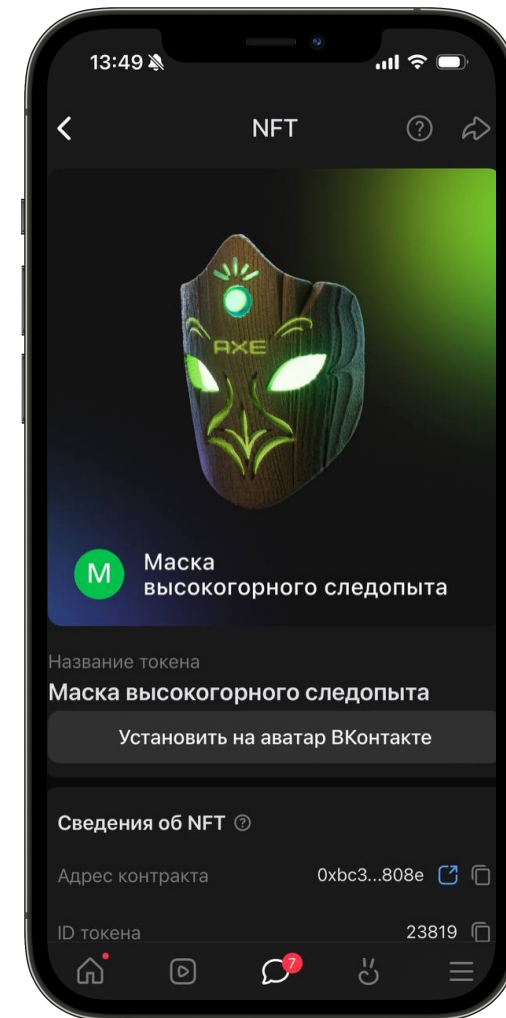 13:49
NFT
AXE
М
Маска
высокогорного следопыта
Название токена
Маска высокогорного следопыта
Установить на аватар ВКонтакте
Сведения об NFT
Адрес контракта 0xbc3...808e
ID токена 23819
7